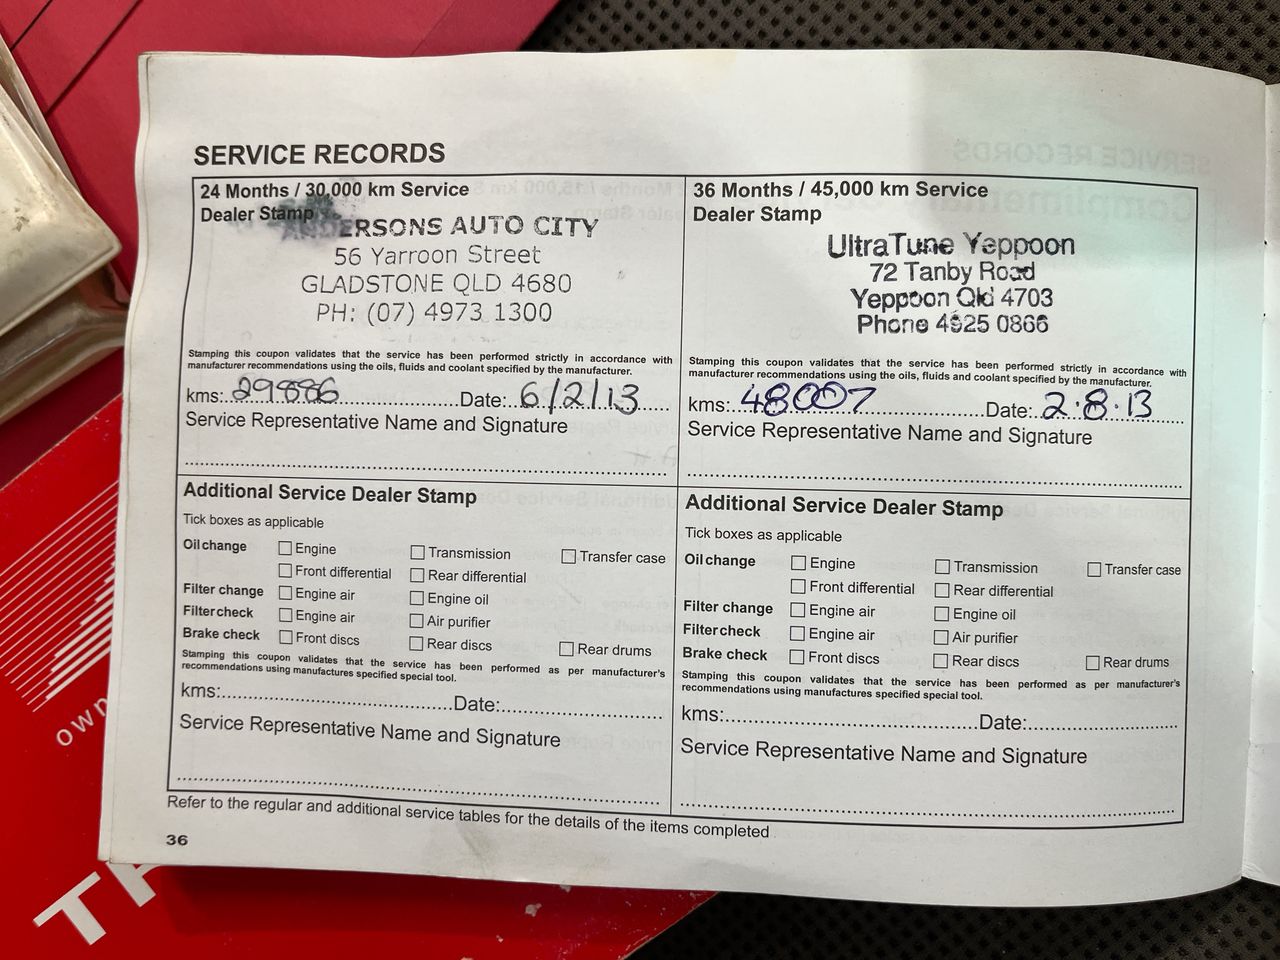 SERVICE RECORDS
24 Months / 30,000 km Service
Dealer Stamp
ANDERSONS AUTO CITY
56 Yarroon Street
GLADSTONE QLD 4680
PH: (07) 4973 1300
Stamping this coupon validates that the service has been performed strictly in accordance with
manufacturer recommendations using the oils, fluids and coolant specified by the manufacturer.
kms: 29886 Date: 6/2/13
Service Representative Name and Signature
Additional Service Dealer Stamp
Tick boxes as applicable
Oil change Engine Transmission Transfer case
Front differential Rear differential
Filter change Engine air Engine oil
Filter check Engine air Air purifier
Brake check Front discs Rear discs Rear drums
Stamping this coupon validates that the service has been performed as per manufacturer's
recommendations using manufactures specified special tool.
kms: Date:
Service Representative Name and Signature
36 Months / 45,000 km Service
Dealer Stamp
UltraTune Yeppoon
72 Tanby Road
Yeppoon Qld 4703
Phone 4925 0866
Stamping this coupon validates that the service has been performed strictly in accordance with
manufacturer recommendations using the oils, fluids and coolant specified by the manufacturer.
kms: 48007 Date: 2·8·13
Service Representative Name and Signature
Additional Service Dealer Stamp
Tick boxes as applicable
Oil change Engine Transmission Transfer case
Front differential Rear differential
Filter change Engine air Engine oil
Filter check Engine air Air purifier
Brake check Front discs Rear discs Rear drums
Stamping this coupon validates that the service has been performed as per manufacturer's
recommendations using manufactures specified special tool.
kms: Date:
Service Representative Name and Signature
Refer to the regular and additional service tables for the details of the items completed
36